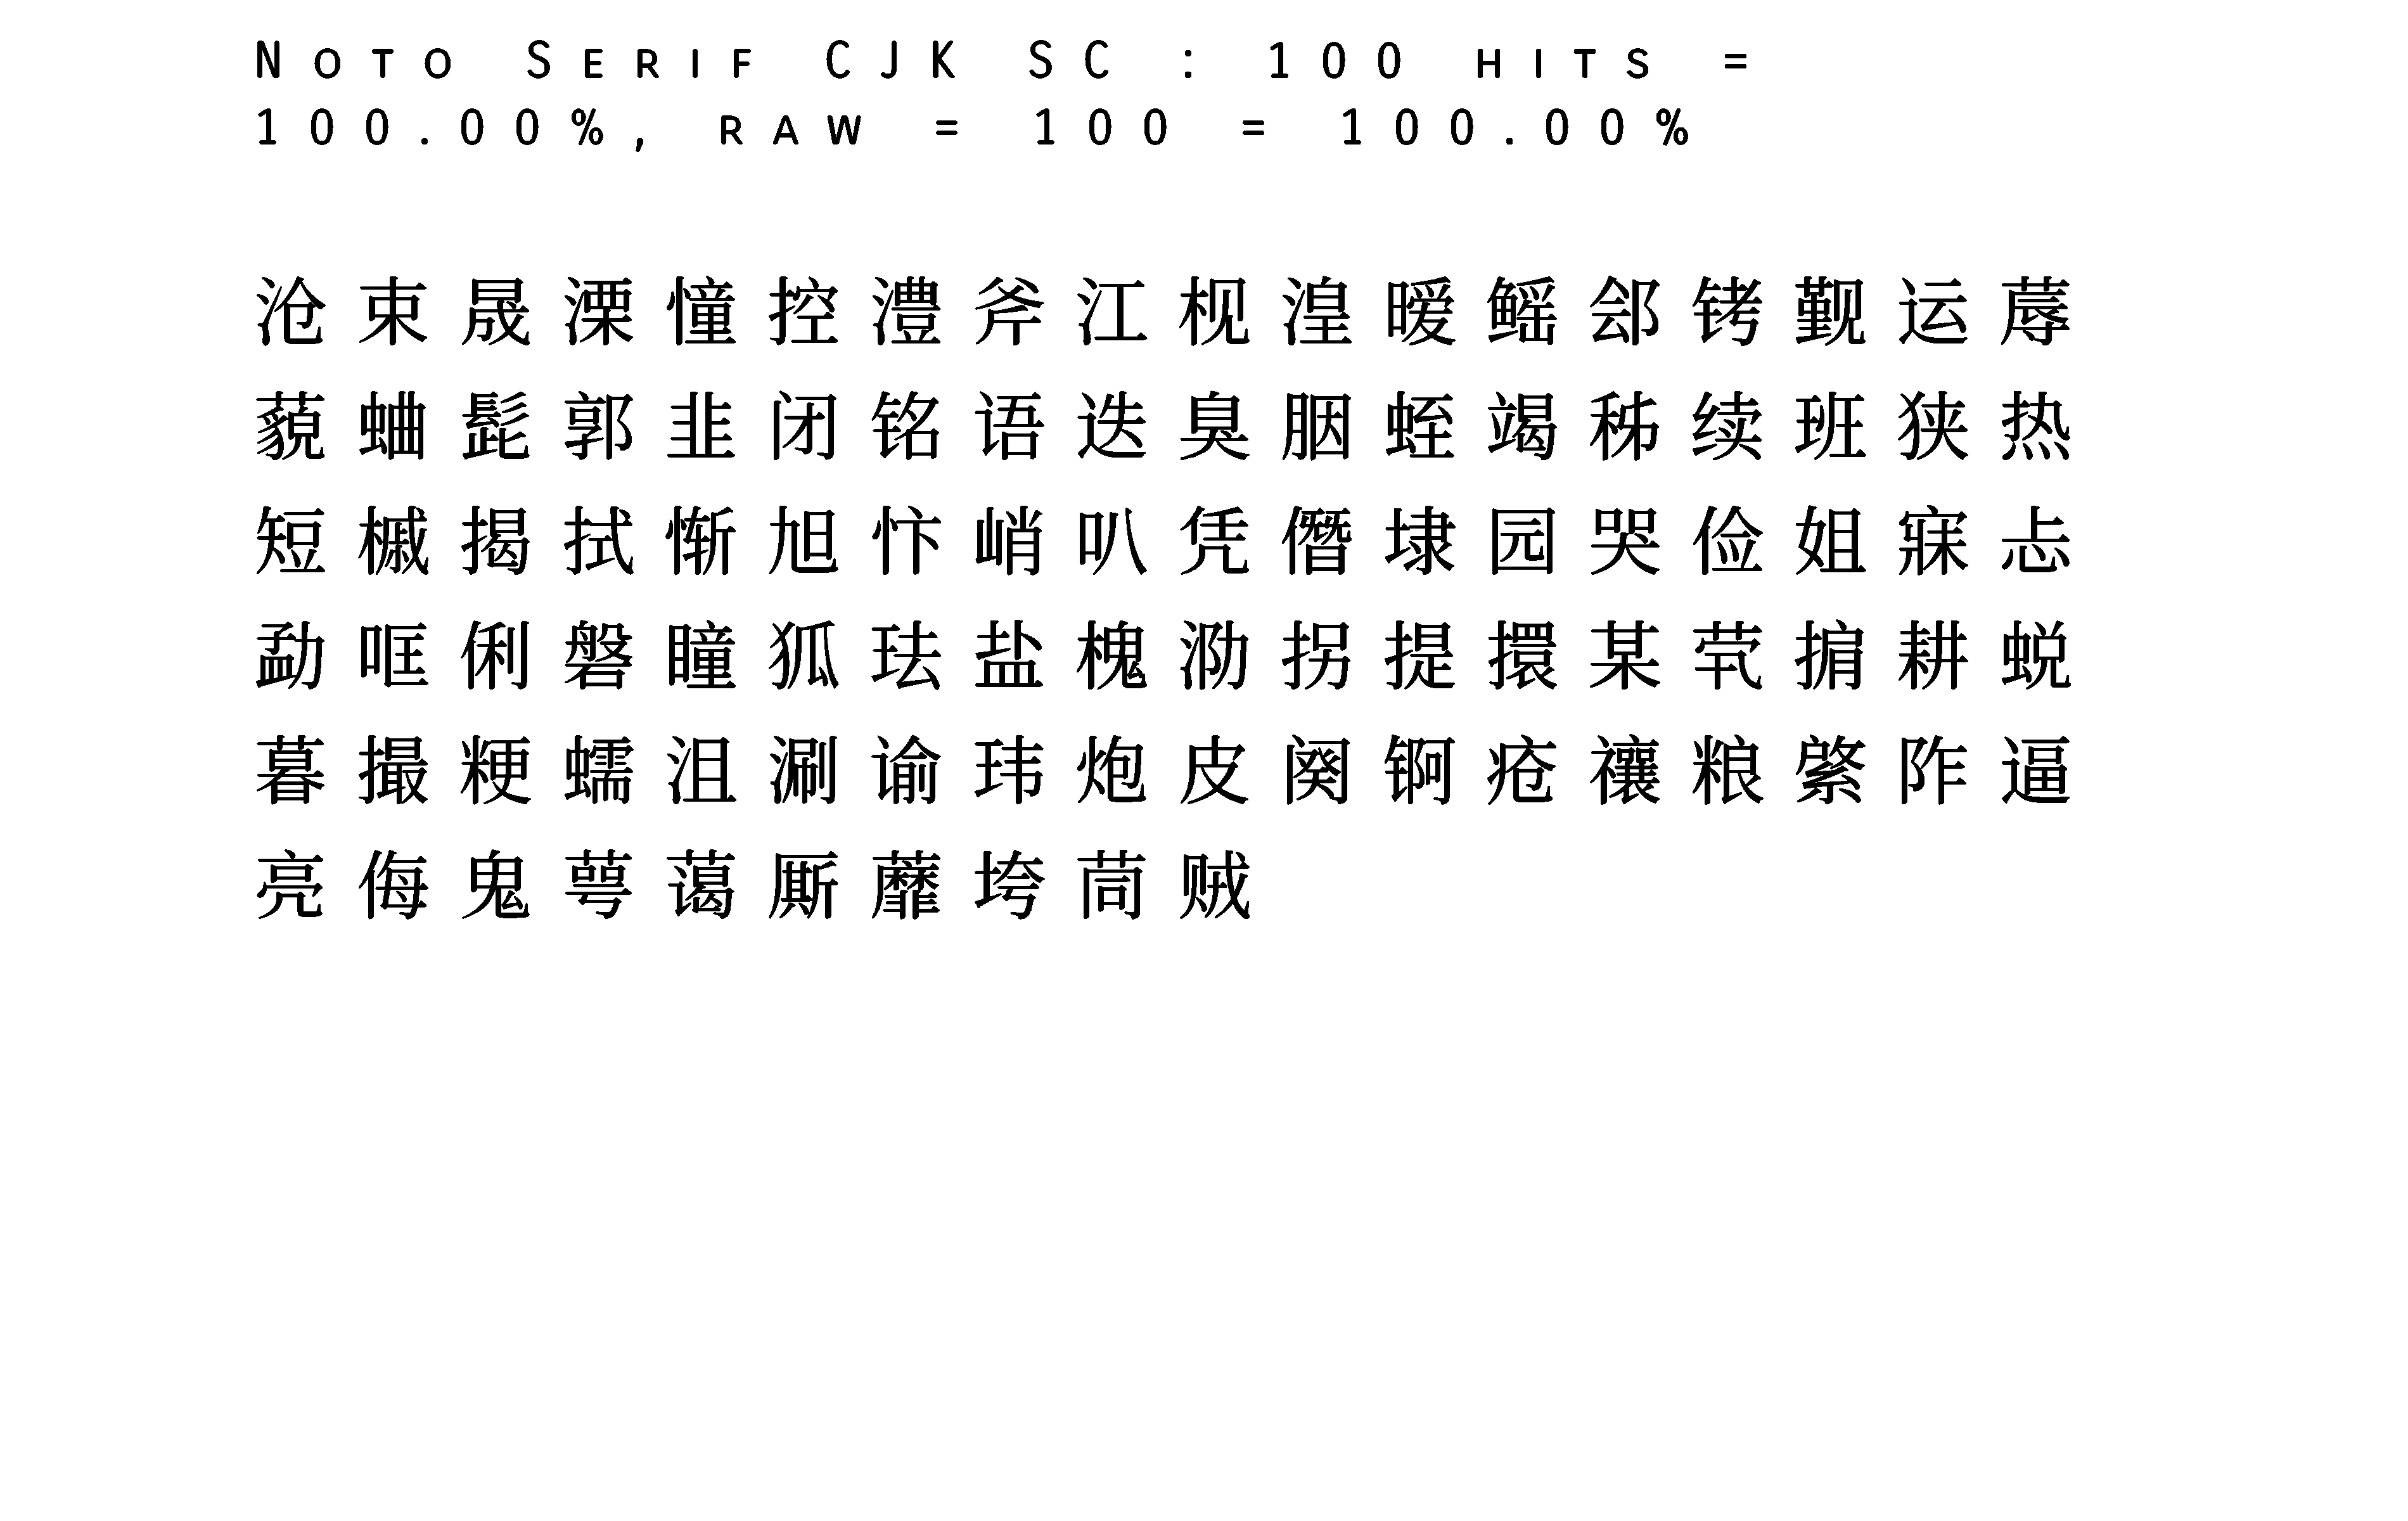 Noto Serif CJK SC : 100 hits =
100.00%, raw = 100 = 100.00%
沧束晟溧憧控澧斧江枧湟暖鳐郐铐觐运蓐
藐蛐髭郭韭闭铭语迭臭胭蛭竭秭续班狭热
短槭揭拭惭旭忭峭叭凭僭埭园哭俭姐寐忐
勐哐俐磐瞳狐珐盐槐泐拐提擐某茕掮耕蜕
暮撮粳蠕沮涮谕玮炮皮阕锕疮禳粮綮阼逼
亮侮鬼萼蔼厮蘼垮苘贼